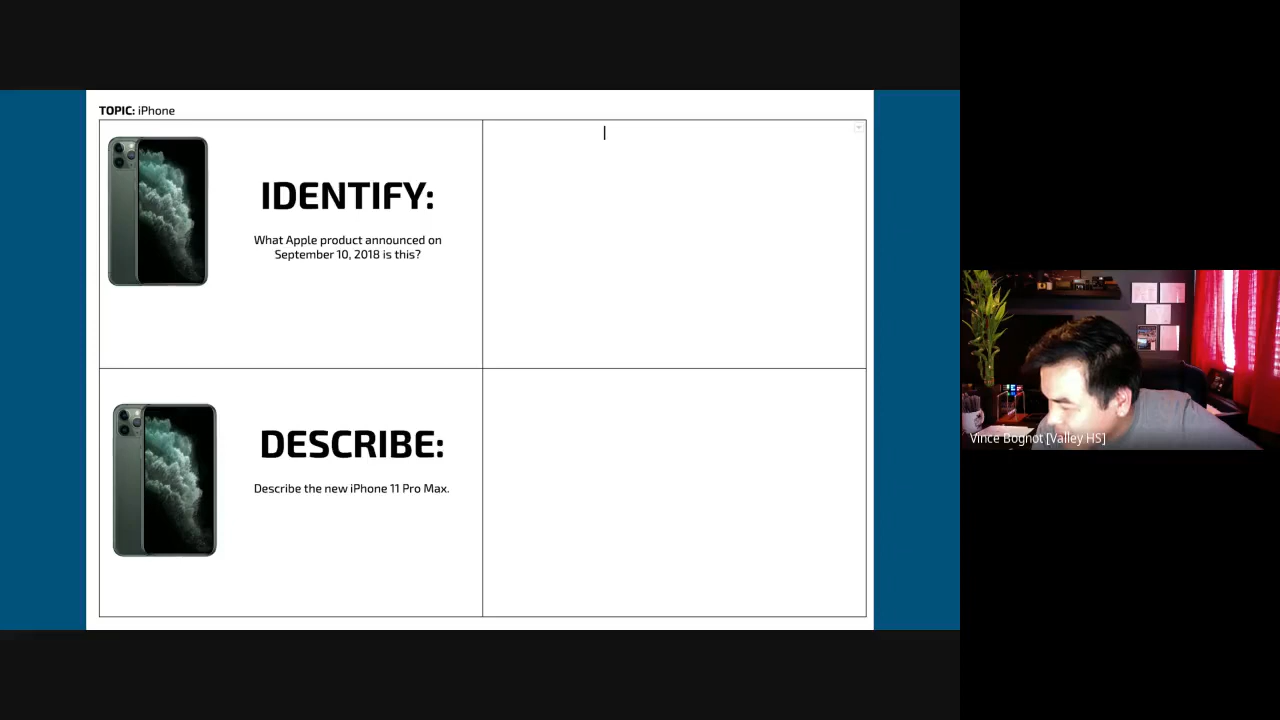 TOPIC: iPhone
IDENTIFY:
What Apple product announced on
September 10, 2018 is this?
DESCRIBE:
Describe the new iPhone 11 Pro Max.
Vince Bognot [Valley HS]